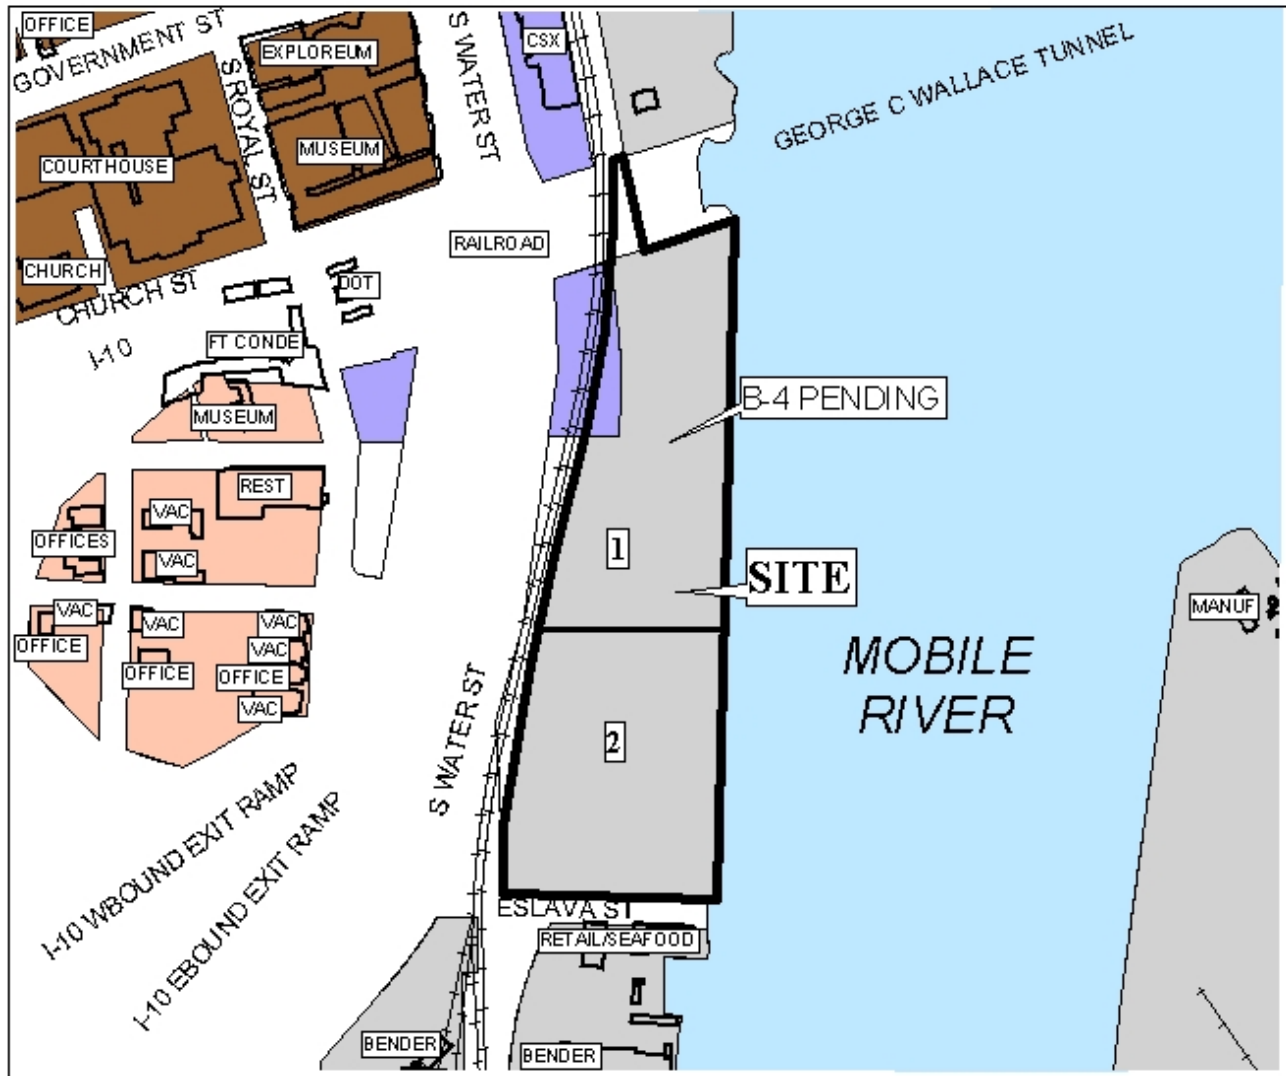 OFFICE
GOVERNMENT ST
EXPLOREUM
S WATER ST
CSX
GEORGE C WALLACE TUNNEL
S ROYAL ST
COURTHOUSE
MUSEUM
RAILROAD
CHURCH
CHURCH ST
DOT
I-10
FT CONDE
MUSEUM
B-4 PENDING
REST
VAC
OFFICES
VAC
1
SITE
VAC
VAC
VAC
MANUF
OFFICE
VAC
OFFICE
OFFICE
VAC
MOBILE
RIVER
2
S WATER ST
I-10 WBOUND EXIT RAMP
I-10 EBOUND EXIT RAMP
ESLAVA ST
RETAIL/SEAFOOD
BENDER
BENDER